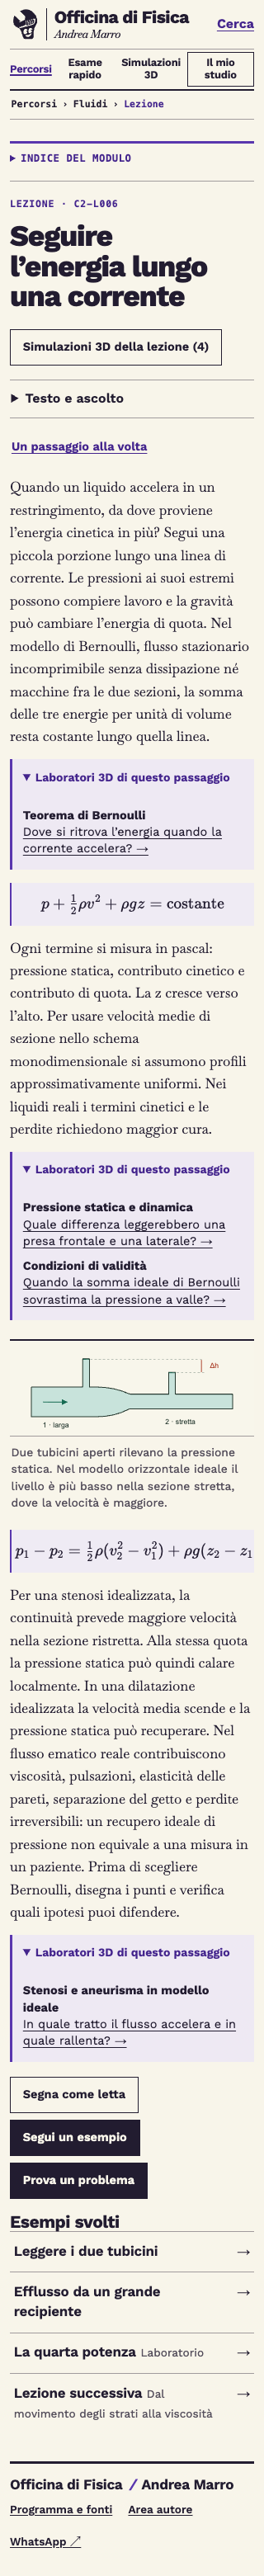 Officina di Fisica
Andrea Marro
Cerca
Percorsi
Esame
rapido
Simulazioni
3D
Il mio
studio
Percorsi › Fluidi › Lezione
▶ INDICE DEL MODULO
LEZIONE · C2–L006
Seguire
l’energia lungo
una corrente
Simulazioni 3D della lezione (4)
▶ Testo e ascolto
Un passaggio alla volta
Quando un liquido accelera in un
restringimento, da dove proviene
l’energia cinetica in più? Segui una
piccola porzione lungo una linea di
corrente. Le pressioni ai suoi estremi
possono compiere lavoro e la gravità
può cambiare l’energia di quota. Nel
modello di Bernoulli, flusso stazionario
incomprimibile senza dissipazione né
macchine fra le due sezioni, la somma
delle tre energie per unità di volume
resta costante lungo quella linea.
▼ Laboratori 3D di questo passaggio
Teorema di Bernoulli
Dove si ritrova l’energia quando la
corrente accelera? →
p + 1/2 ρv² + ρgz = costante
Ogni termine si misura in pascal:
pressione statica, contributo cinetico e
contributo di quota. La z cresce verso
l’alto. Per usare velocità medie di
sezione nello schema
monodimensionale si assumono profili
approssimativamente uniformi. Nei
liquidi reali i termini cinetici e le
perdite richiedono maggior cura.
▼ Laboratori 3D di questo passaggio
Pressione statica e dinamica
Quale differenza leggerebbero una
presa frontale e una laterale? →
Condizioni di validità
Quando la somma ideale di Bernoulli
sovrastima la pressione a valle? →
Δh
1 · larga
2 · stretta
Due tubicini aperti rilevano la pressione
statica. Nel modello orizzontale ideale il
livello è più basso nella sezione stretta,
dove la velocità è maggiore.
p₁ − p₂ = 1/2 ρ(v₂² − v₁²) + ρg(z₂ − z₁
Per una stenosi idealizzata, la
continuità prevede maggiore velocità
nella sezione ristretta. Alla stessa quota
la pressione statica può quindi calare
localmente. In una dilatazione
idealizzata la velocità media scende e la
pressione statica può recuperare. Nel
flusso ematico reale contribuiscono
viscosità, pulsazioni, elasticità delle
pareti, separazione del getto e perdite
irreversibili: un recupero ideale di
pressione non equivale a una misura in
un paziente. Prima di scegliere
Bernoulli, disegna i punti e verifica
quali ipotesi puoi difendere.
▼ Laboratori 3D di questo passaggio
Stenosi e aneurisma in modello
ideale
In quale tratto il flusso accelera e in
quale rallenta? →
Segna come letta
Segui un esempio
Prova un problema
Esempi svolti
Leggere i due tubicini →
Efflusso da un grande →
recipiente
La quarta potenza Laboratorio →
Lezione successiva Dal →
movimento degli strati alla viscosità
Officina di Fisica / Andrea Marro
Programma e fonti Area autore
WhatsApp ↗